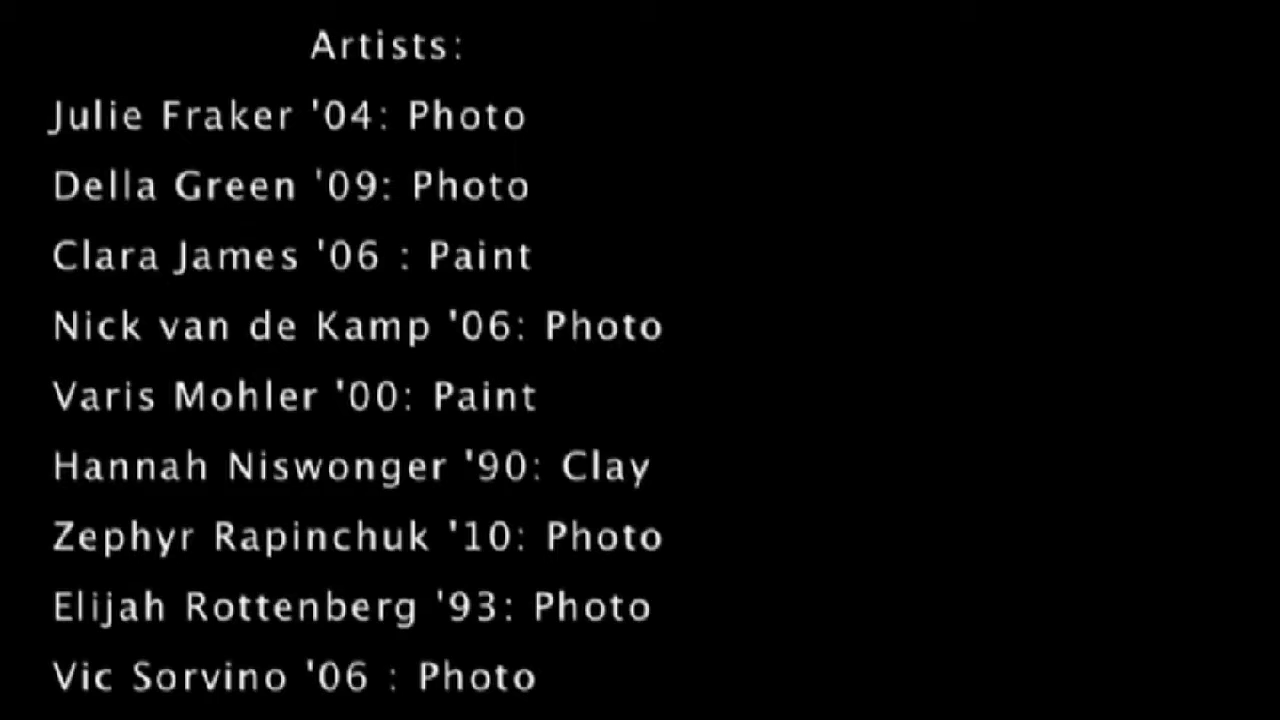 Artists:
Julie Fraker '04: Photo
Della Green '09: Photo
Clara James '06 : Paint
Nick van de Kamp '06: Photo
Varis Mohler '00: Paint
Hannah Niswonger '90: Clay
Zephyr Rapinchuk '10: Photo
Elijah Rottenberg '93: Photo
Vic Sorvino '06 : Photo